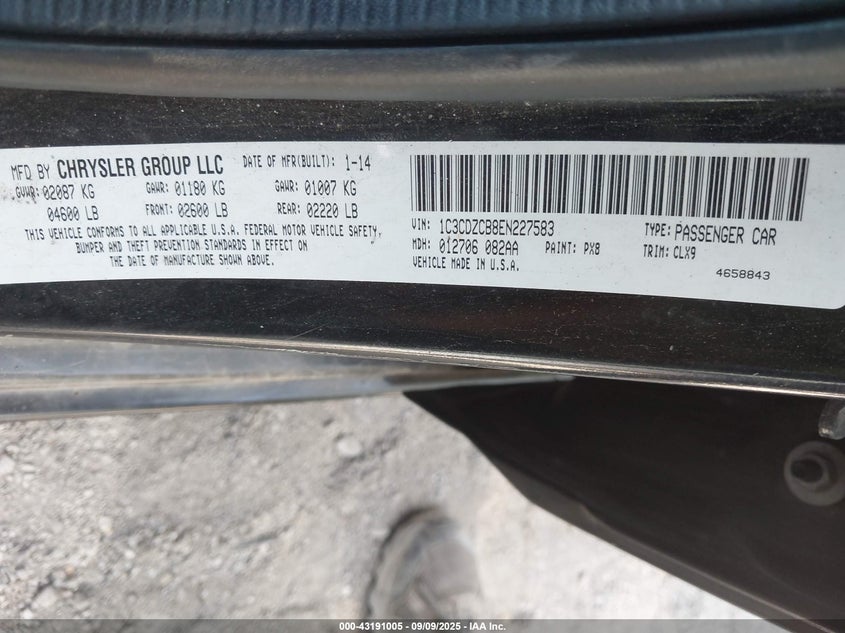 MFD BY CHRYSLER GROUP LLC DATE OF MFR(BUILT): 1-14
GVWR: 02087 KG GAWR: 01180 KG GAWR: 01007 KG
04600 LB FRONT: 02600 LB REAR: 02220 LB
THIS VEHICLE CONFORMS TO ALL APPLICABLE U.S.A. FEDERAL MOTOR VEHICLE SAFETY,
BUMPER AND THEFT PREVENTION STANDARDS IN EFFECT ON
THE DATE OF MANUFACTURE SHOWN ABOVE.
VIN: 1C3CDZCB8EN227583 TYPE: PASSENGER CAR
MDH: 012706 082AA PAINT: PX8 TRIM: CLX9
VEHICLE MADE IN U.S.A. 4658843
000-43191005 - 09/09/2025 - IAA Inc.